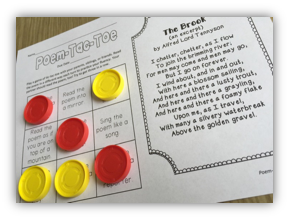 Poem-Tac-Toe
Read the
poem into
a mirror.
Read the
poem as if
you are on
top of a
mountain
Sing the
poem like a
song
The Brook
(an excerpt)
by Alfred Lord Tennyson
I chatter, chatter, as I flow
To join the brimming river,
For men may come and men may go,
But I go on forever.
I wind about, and in and out,
With here a blossom sailing,
And here and there a lusty trout,
And here and there a grayling,
And here and there a foamy flake
Upon me, as I travel,
With many a silvery waterbreak
Above the golden gravel.
Poem-